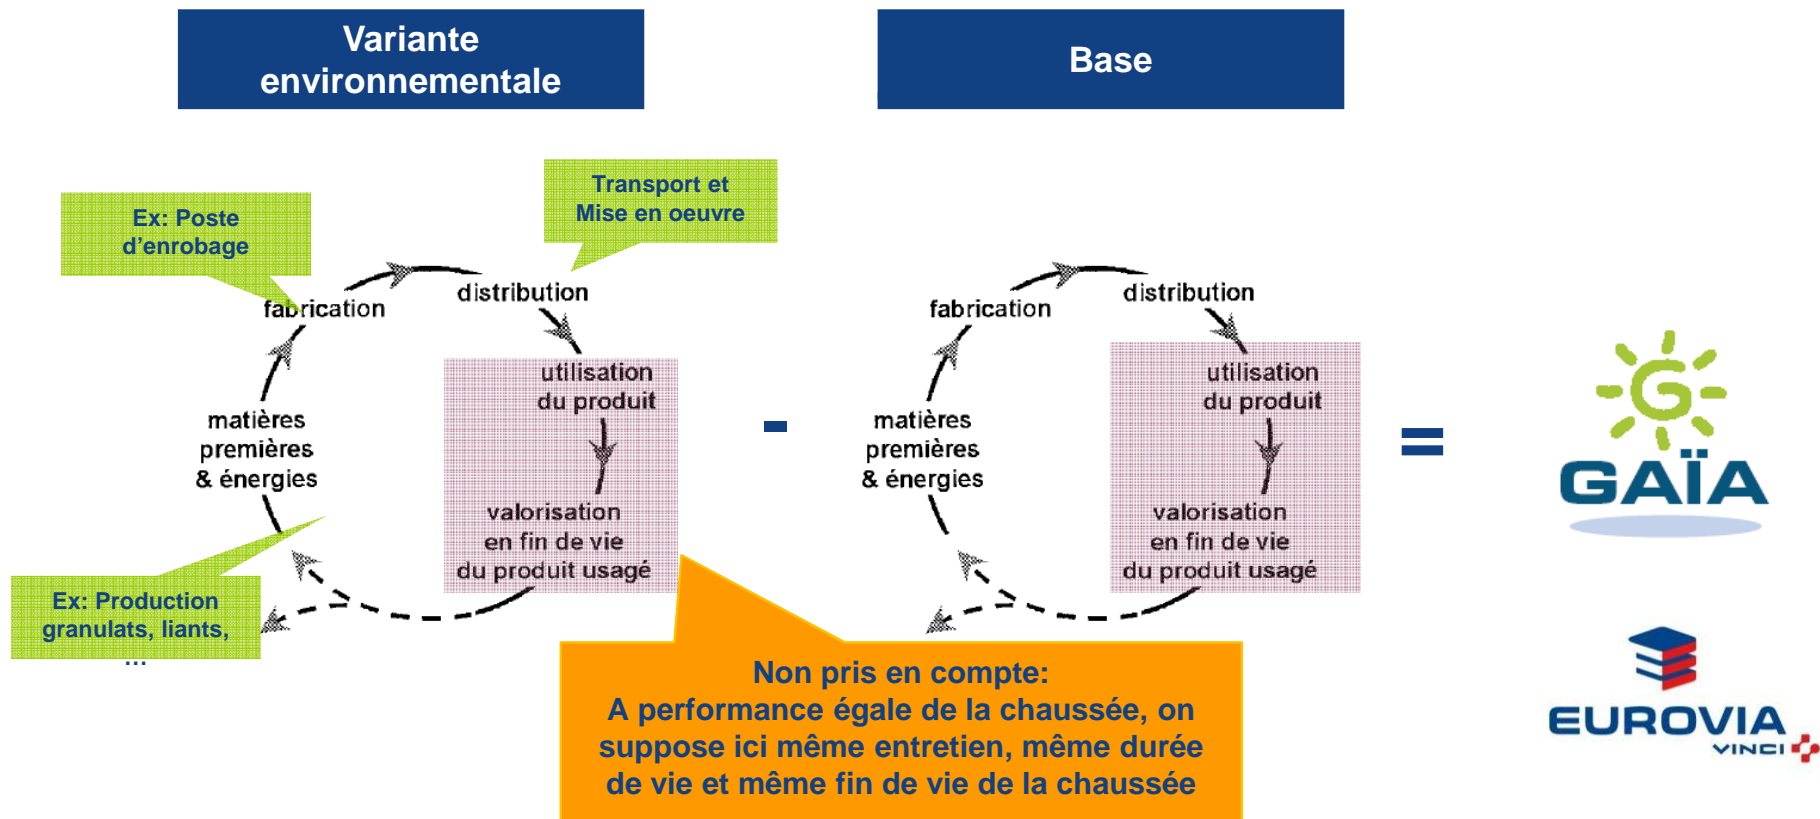 Variante
environnementale
Base
Transport et
Mise en oeuvre
Ex: Poste
d'enrobage
fabrication
distribution
utilisation
du produit
matières
premières
& énergies
valorisation
en fin de vie
du produit usagé
Ex: Production
granulats, liants,
...
-
fabrication
distribution
utilisation
du produit
matières
premières
& énergies
valorisation
en fin de vie
du produit usagé
=
G
GAÏA
Non pris en compte:
A performance égale de la chaussée, on
suppose ici même entretien, même durée
de vie et même fin de vie de la chaussée
EUROVIA
VINCI